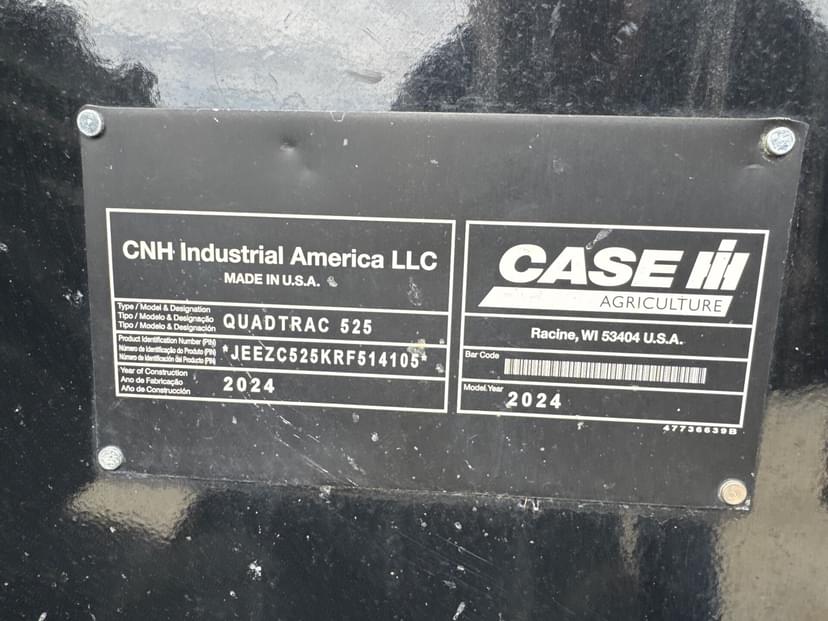 CNH Industrial America LLC
MADE IN U.S.A.
Type / Model & Designation
Tipo / Modelo & Designação
Tipo / Modelo & Designación
QUADTRAC 525
Product Identification Number (PIN)
Número de Identificação do Produto (PIN)
Número de Identificación del Producto (PIN)
*JEEZC525KRF514105*
Year of Construction
Ano de Fabricação
Año de Construcción
2024
CASE IH
AGRICULTURE
Racine, WI 53404 U.S.A.
Bar Code
Model Year
2024
47736639B